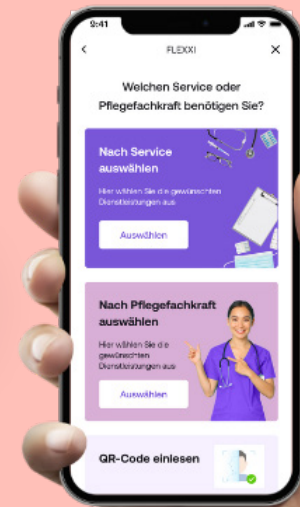 9:41
FLEXXI
Welchen Service oder
Pflegefachkraft benötigen Sie?
Nach Service
auswählen
Hier wählen Sie die gewünschten
Dienstleistungen aus
Auswählen
Nach Pflegefachkraft
auswählen
Hier wählen Sie die
gewünschten
Dienstleistungen aus
Auswählen
QR-Code einlesen